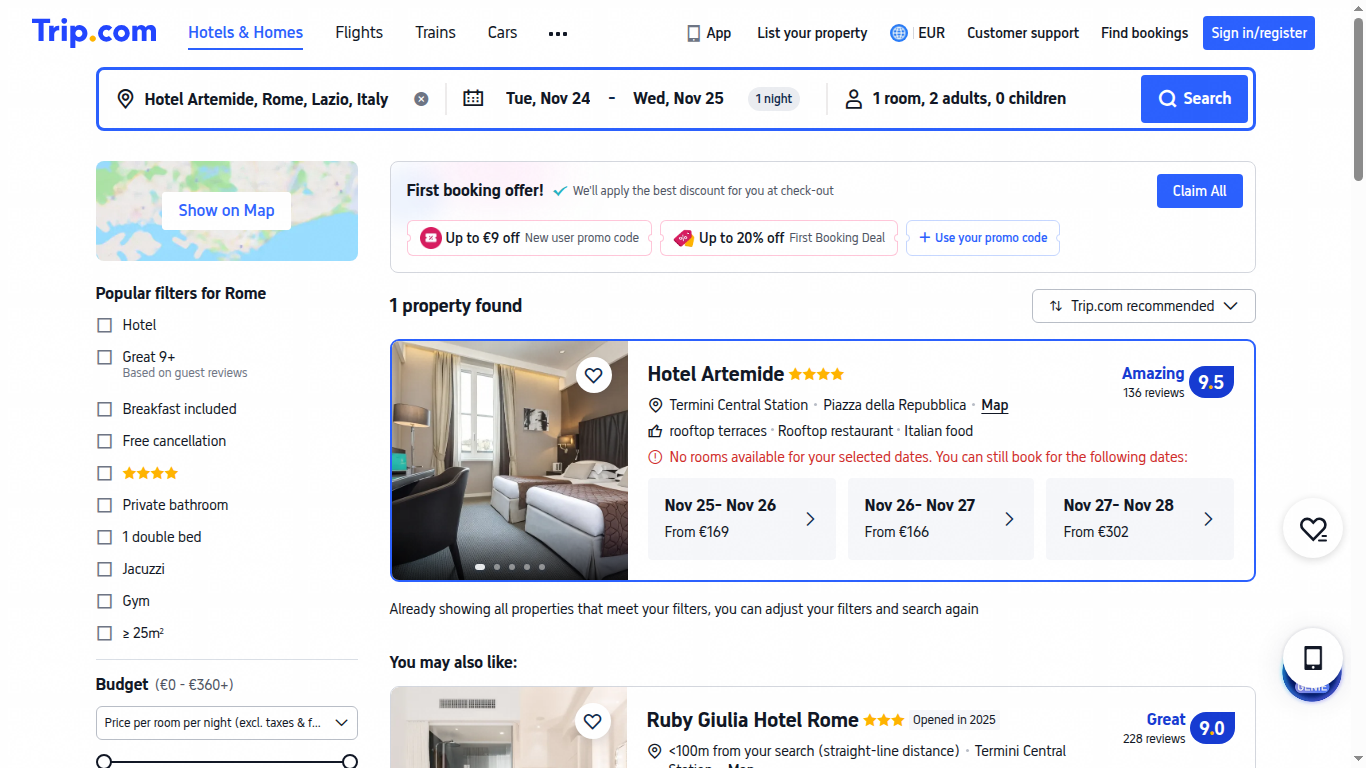 Trip.com
Hotels & Homes
Flights
Trains
Cars
App
List your property
EUR
Customer support
Find bookings
Sign in/register
Hotel Artemide, Rome, Lazio, Italy
Tue, Nov 24 - Wed, Nov 25
1 night
1 room, 2 adults, 0 children
Search
Show on Map
Popular filters for Rome
Hotel
Great 9+
Based on guest reviews
Breakfast included
Free cancellation
Private bathroom
1 double bed
Jacuzzi
Gym
≥ 25m²
Budget (€0 - €360+)
Price per room per night (excl. taxes & f...
First booking offer!
We'll apply the best discount for you at check-out
Claim All
Up to €9 off New user promo code
Up to 20% off First Booking Deal
+ Use your promo code
1 property found
Trip.com recommended
Hotel Artemide
Amazing
136 reviews
9.5
Termini Central Station · Piazza della Repubblica · Map
rooftop terraces · Rooftop restaurant · Italian food
No rooms available for your selected dates. You can still book for the following dates:
Nov 25- Nov 26
From €169
Nov 26- Nov 27
From €166
Nov 27- Nov 28
From €302
Already showing all properties that meet your filters, you can adjust your filters and search again
You may also like:
Ruby Giulia Hotel Rome
Opened in 2025
Great
228 reviews
9.0
<100m from your search (straight-line distance) · Termini Central
Station · Map